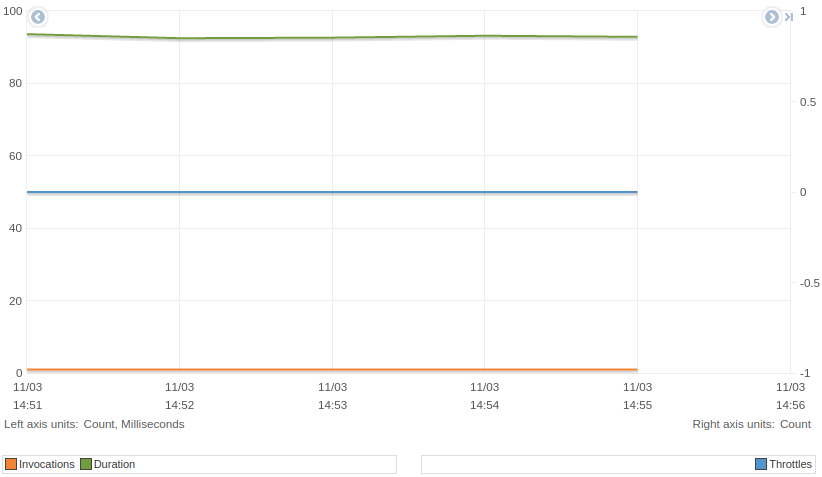 100
1
80
0.5
60
0
40
-0.5
20
0
-1
11/03 11/03 11/03 11/03 11/03 11/03
14:51 14:52 14:53 14:54 14:55 14:56
Left axis units: Count, Milliseconds
Right axis units: Count
Invocations Duration
Throttles